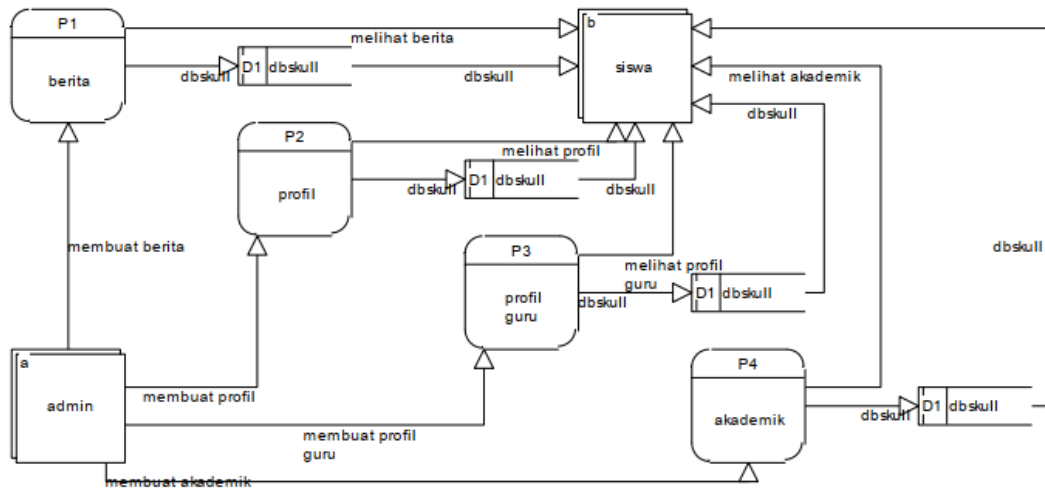 P1
berita
melihat berita
dbskull
D1 dbskull
dbskull
b
siswa
melihat akademik
dbskull
P2
profil
melihat profil
dbskull
D1 dbskull
dbskull
membuat berita
P3
profil
guru
melihat profil
guru
dbskull
D1 dbskull
dbskull
a
admin
membuat profil
membuat profil
guru
membuat akademik
P4
akademik
dbskull
D1 dbskull